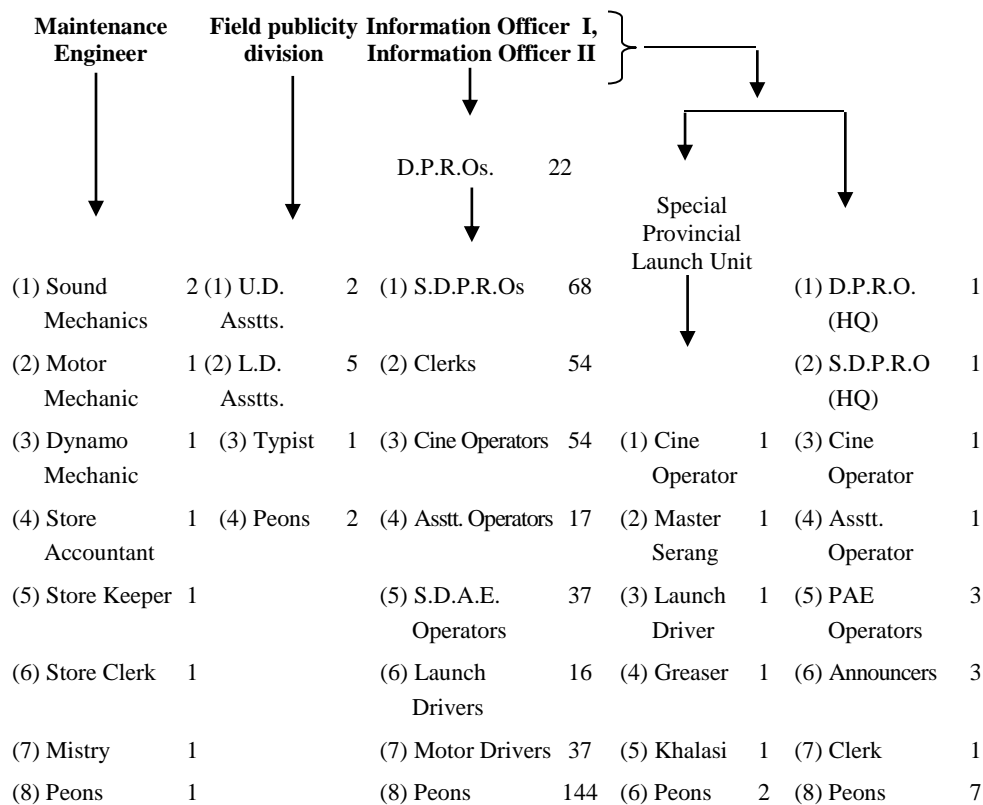 Maintenance Field publicity Information Officer I,
Engineer division Information Officer II
D.P.R.Os. 22
Special
Provincial
Launch Unit
(1) Sound 2 (1) U.D. 2 (1) S.D.P.R.Os 68 (1) D.P.R.O. 1
Mechanics Asstts. (HQ)
(2) Motor 1 (2) L.D. 5 (2) Clerks 54 (2) S.D.P.R.O 1
Mechanic Asstts. (HQ)
(3) Dynamo 1 (3) Typist 1 (3) Cine Operators 54 (1) Cine 1 (3) Cine 1
Mechanic Operator Operator
(4) Store 1 (4) Peons 2 (4) Asstt. Operators 17 (2) Master 1 (4) Asstt. 1
Accountant Serang Operator
(5) Store Keeper 1 (5) S.D.A.E. 37 (3) Launch 1 (5) PAE 3
Operators Driver Operators
(6) Store Clerk 1 (6) Launch 16 (4) Greaser 1 (6) Announcers 3
Drivers
(7) Mistry 1 (7) Motor Drivers 37 (5) Khalasi 1 (7) Clerk 1
(8) Peons 1 (8) Peons 144 (6) Peons 2 (8) Peons 7